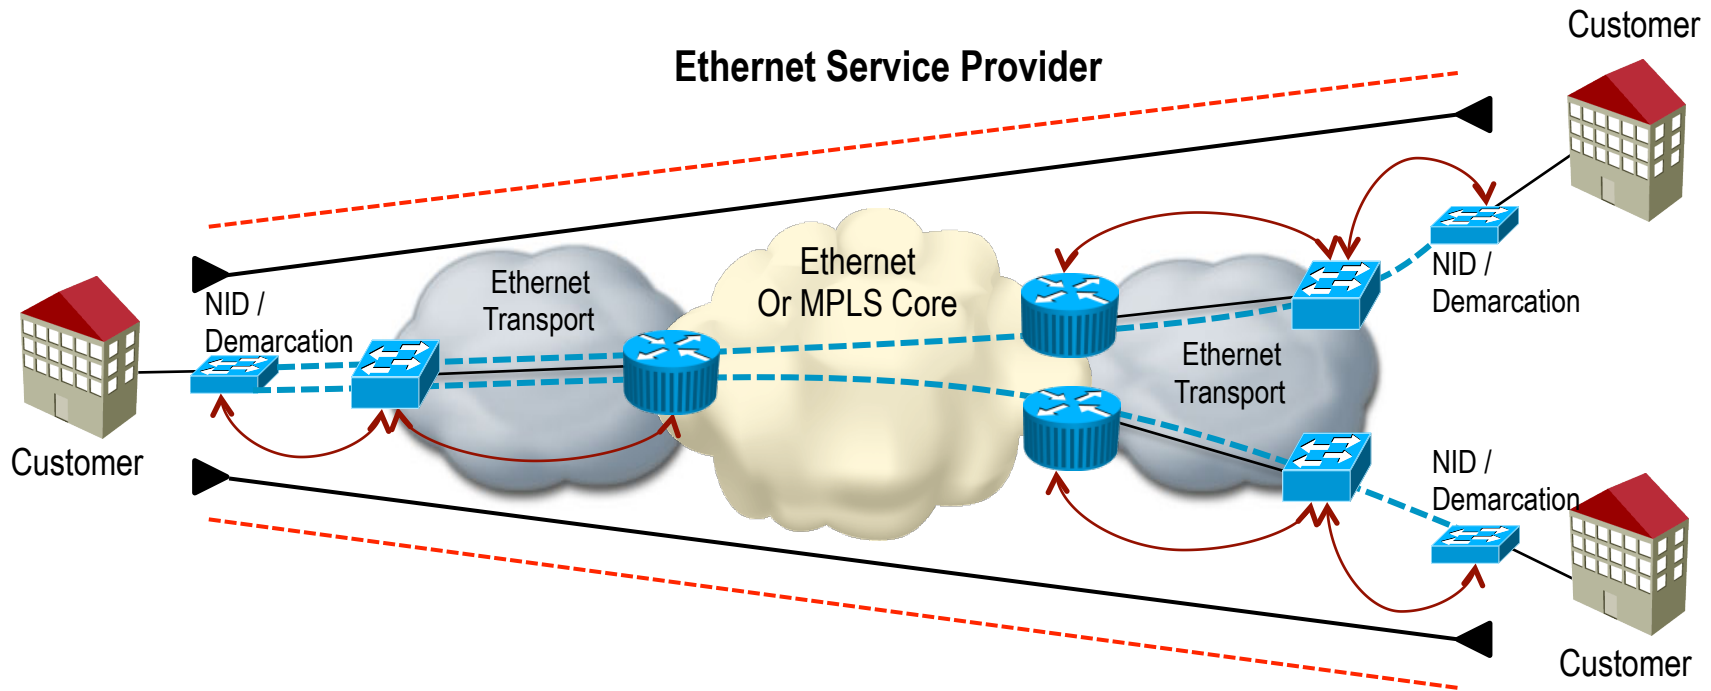 Customer
Ethernet Service Provider
Ethernet
Or MPLS Core
Ethernet
Transport
NID /
Demarcation
NID /
Demarcation
Ethernet
Transport
Customer
NID /
Demarcation
Customer